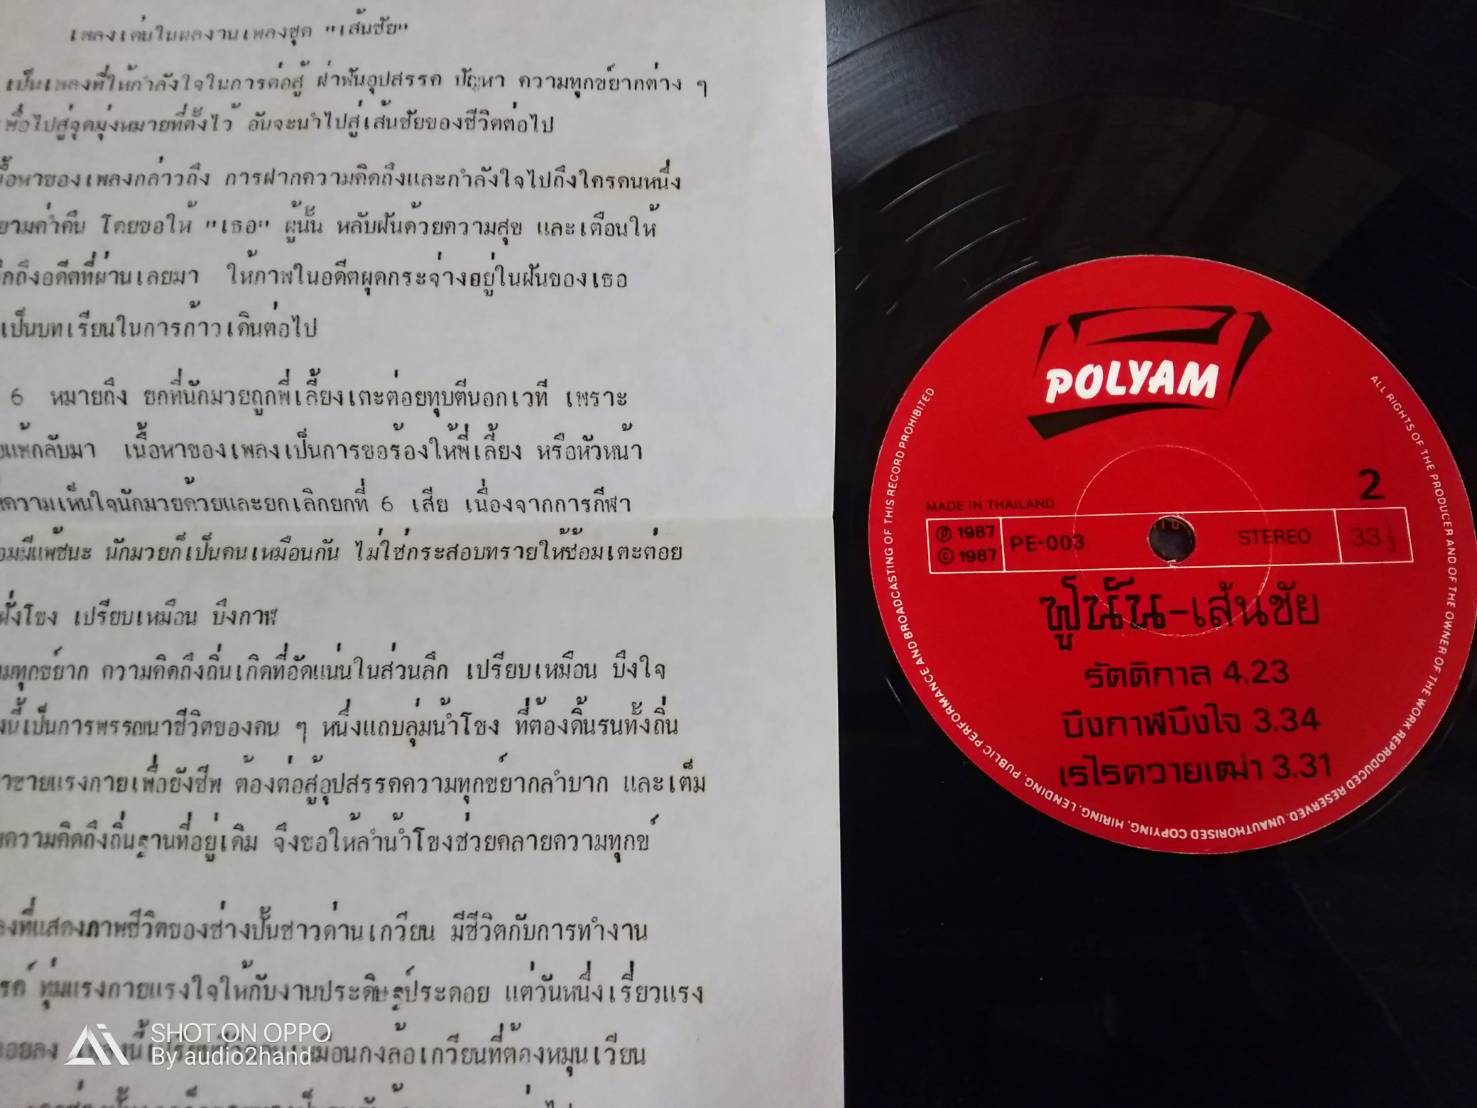 เพลงเด่นในผลงานเพลงชุด "เส้นชัย"
เป็นเพลงที่ให้กำลังใจในการต่อสู้ ฝ่าฟันอุปสรรค ปัญหา ความทุกข์ยากต่าง ๆ
เพื่อไปสู่จุดมุ่งหมายที่ตั้งไว้ อันจะนำไปสู่เส้นชัยของชีวิตต่อไป
เนื้อหาของเพลงกล่าวถึง การฝากความคิดถึงและกำลังใจไปถึงใครคนหนึ่ง
ยามค่ำคืน โดยขอให้ "เธอ" ผู้นั้น หลับฝันด้วยความสุข และเตือนให้
ถึงอดีตที่ผ่านเลยมา ให้ภาพในอดีตผุดกระจ่างอยู่ในฝันของเธอ
เป็นบทเรียนในการก้าวเดินต่อไป
6 หมายถึง ยกที่นักมวยถูกพี่เลี้ยงเตะต่อยทุบตีนอกเวที เพราะ
แพ้กลับมา เนื้อหาของเพลงเป็นการขอร้องให้พี่เลี้ยง หรือหัวหน้า
ความเห็นใจนักมวยด้วยและยกเลิกยกที่ 6 เสีย เนื่องจากการกีฬา
มีแพ้ชนะ นักมวยก็เป็นคนเหมือนกัน ไม่ใช่กระสอบทรายให้ซ้อมเตะต่อย
ฝั่งโขง เปรียบเหมือน บึงกาฬ
ทุกข์ยาก ความคิดถึงถิ่นเกิดที่อัดแน่นในส่วนลึก เปรียบเหมือน บึงใจ
นี้เป็นการพรรณนาชีวิตของคน ๆ หนึ่งแถบลุ่มน้ำโขง ที่ต้องดิ้นรนทั้งถิ่น
ขายแรงกายเพื่อยังชีพ ต้องต่อสู้อุปสรรคความทุกข์ยากลำบาก และเต็ม
ความคิดถึงถิ่นฐานที่อยู่เดิม จึงขอให้ลำน้ำโขงช่วยคลายความทุกข์
ที่แสดงภาพชีวิตของช่างปั้นชาวด่านเกวียน มีชีวิตกับการทำงาน
ทุ่มแรงกายแรงใจให้กับงานประดิษฐ์ประดอย แต่วันหนึ่งเรี่ยวแรง
เหมือนกงล้อเกวียนที่ต้องหมุนเวียน
SHOT ON OPPO
By audio2hand
POLYAM
2
MADE IN THAILAND
℗ 1987
© 1987
PE-003
STEREO
33 1/3
ฟูนัน-เส้นชัย
รัตติกาล 4.23
บึงกาฬบึงใจ 3.34
เรไรควายเฒ่า 3.31
ALL RIGHTS OF THE PRODUCER AND OF THE OWNER OF THE WORK REPRODUCED RESERVED. UNAUTHORISED COPYING, HIRING, LENDING, PUBLIC PERFORMANCE AND BROADCASTING OF THIS RECORD PROHIBITED